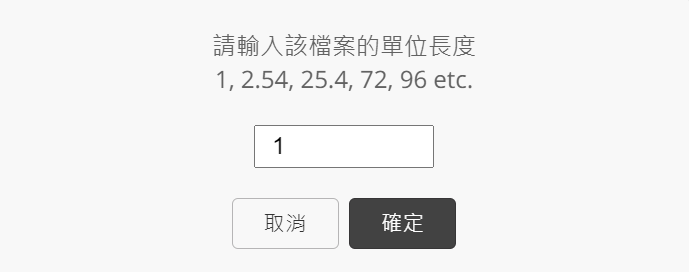 請輸入該檔案的單位長度
1, 2.54, 25.4, 72, 96 etc.
1
取消
確定